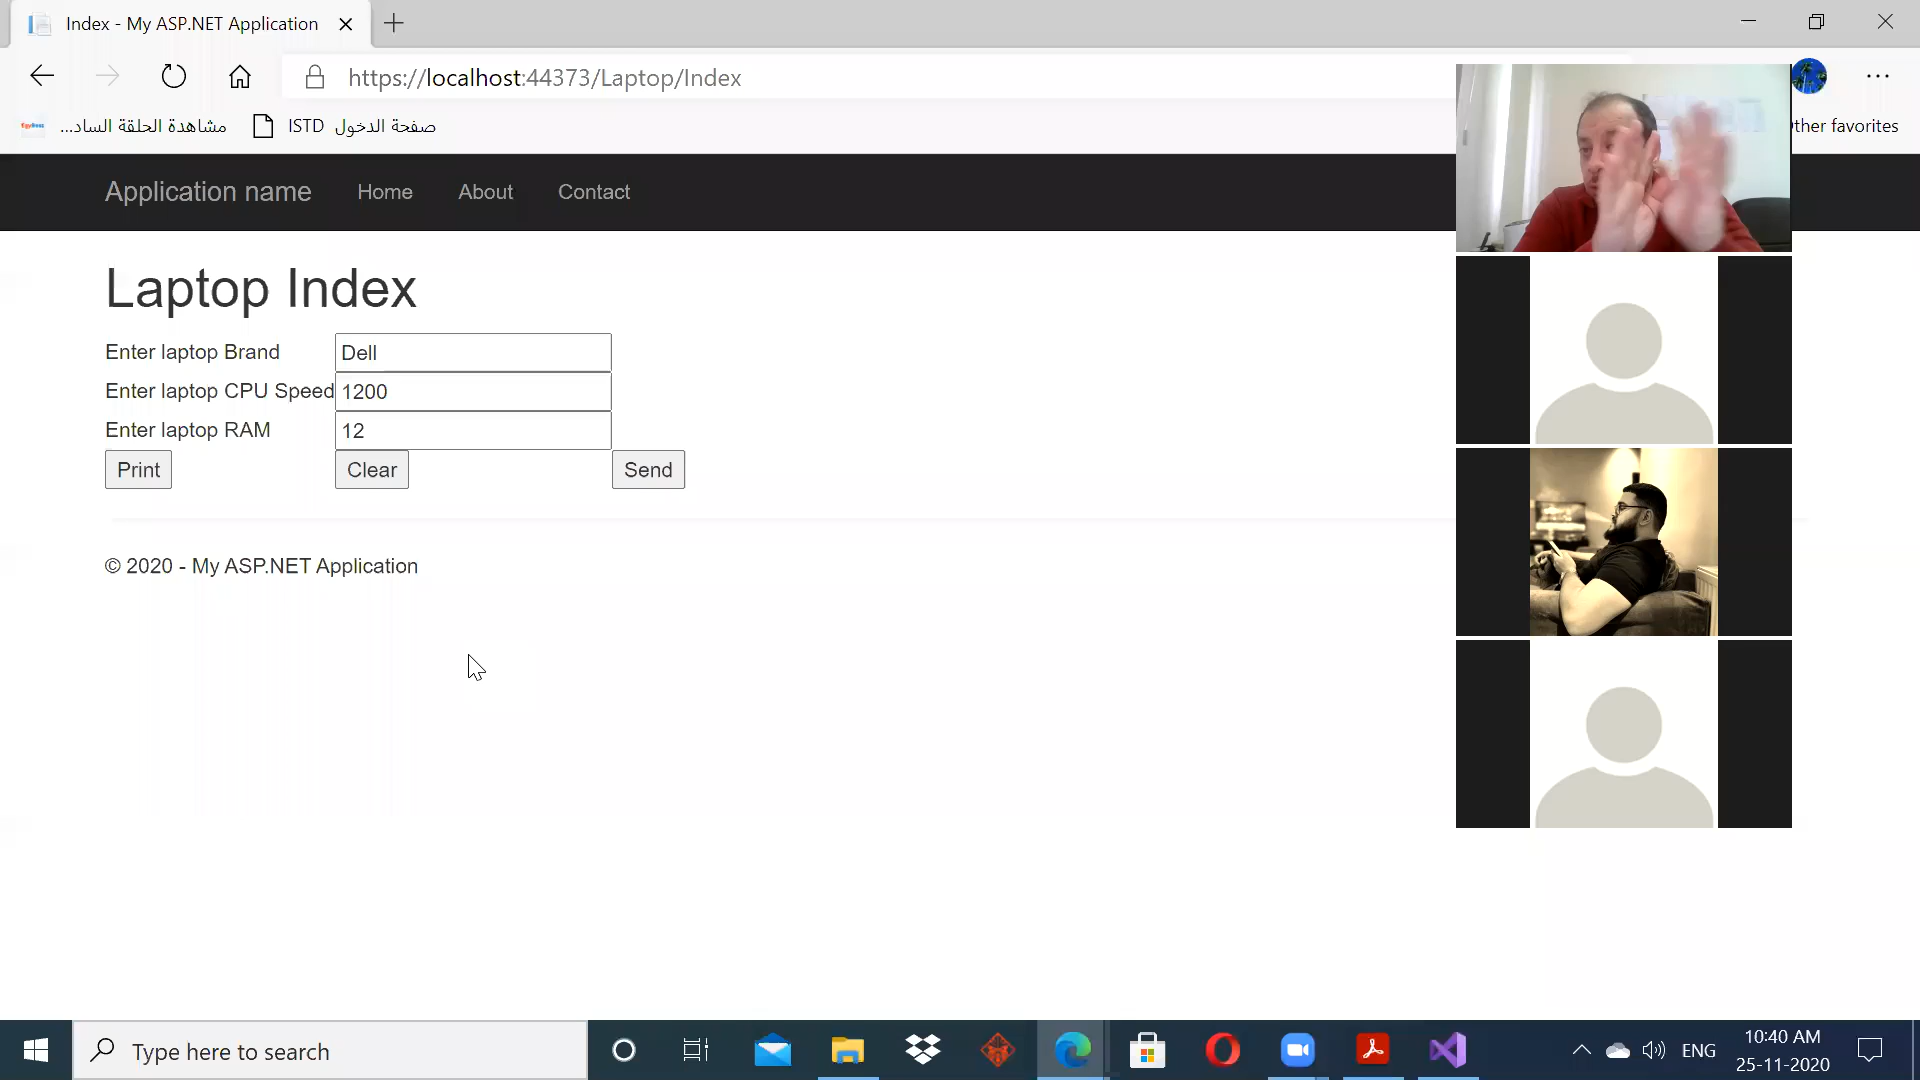 Index - My ASP.NET Application
https://localhost:44373/Laptop/Index
مشاهدة الحلقة الساد...
ISTD صفحة الدخول
ther favorites
Application name Home About Contact
Laptop Index
Enter laptop Brand Dell
Enter laptop CPU Speed 1200
Enter laptop RAM 12
Print Clear Send
© 2020 - My ASP.NET Application
Type here to search
ENG
10:40 AM
25-11-2020